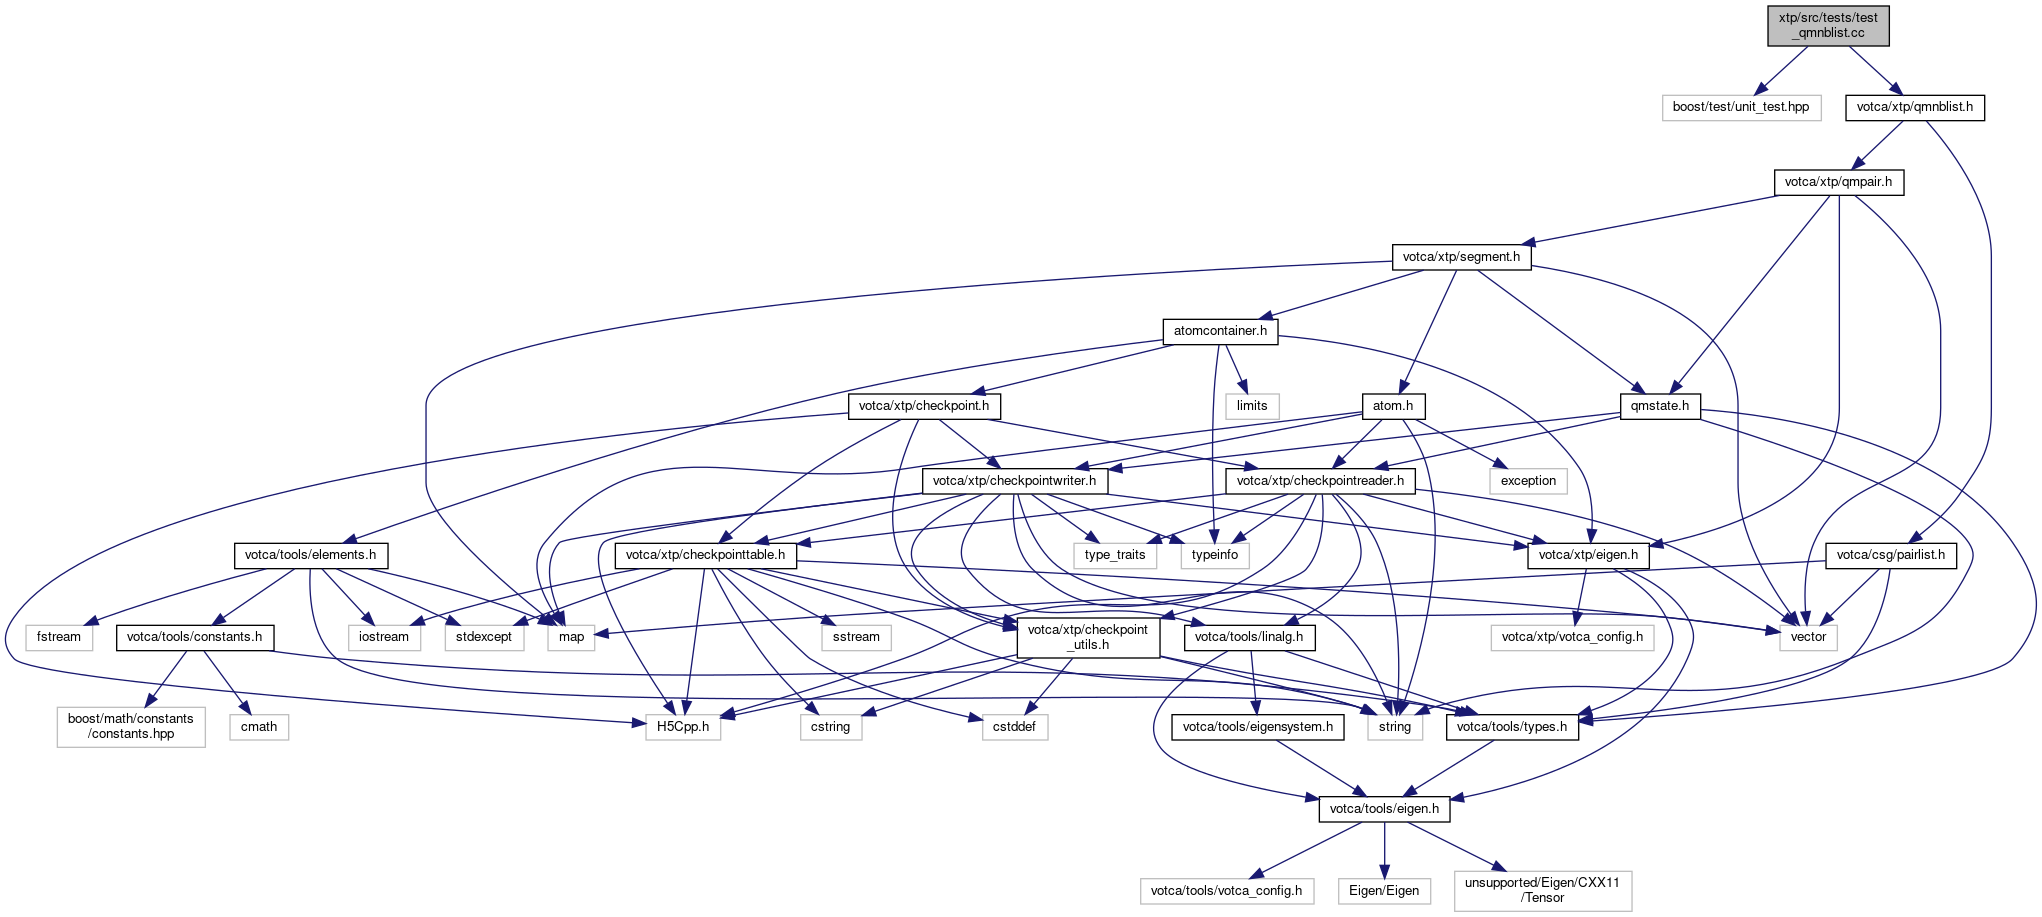 xtp/src/tests/test
_qmnblist.cc
boost/test/unit_test.hpp
votca/xtp/qmnblist.h
votca/xtp/qmpair.h
votca/xtp/segment.h
atomcontainer.h
votca/xtp/checkpoint.h
limits
atom.h
qmstate.h
votca/xtp/checkpointwriter.h
votca/xtp/checkpointreader.h
exception
votca/tools/elements.h
votca/xtp/checkpointtable.h
type_traits
typeinfo
votca/xtp/eigen.h
votca/csg/pairlist.h
fstream
votca/tools/constants.h
iostream
stdexcept
map
sstream
votca/xtp/checkpoint
_utils.h
votca/tools/linalg.h
votca/xtp/votca_config.h
vector
boost/math/constants
/constants.hpp
cmath
H5Cpp.h
cstring
cstddef
votca/tools/eigensystem.h
string
votca/tools/types.h
votca/tools/eigen.h
votca/tools/votca_config.h
Eigen/Eigen
unsupported/Eigen/CXX11
/Tensor